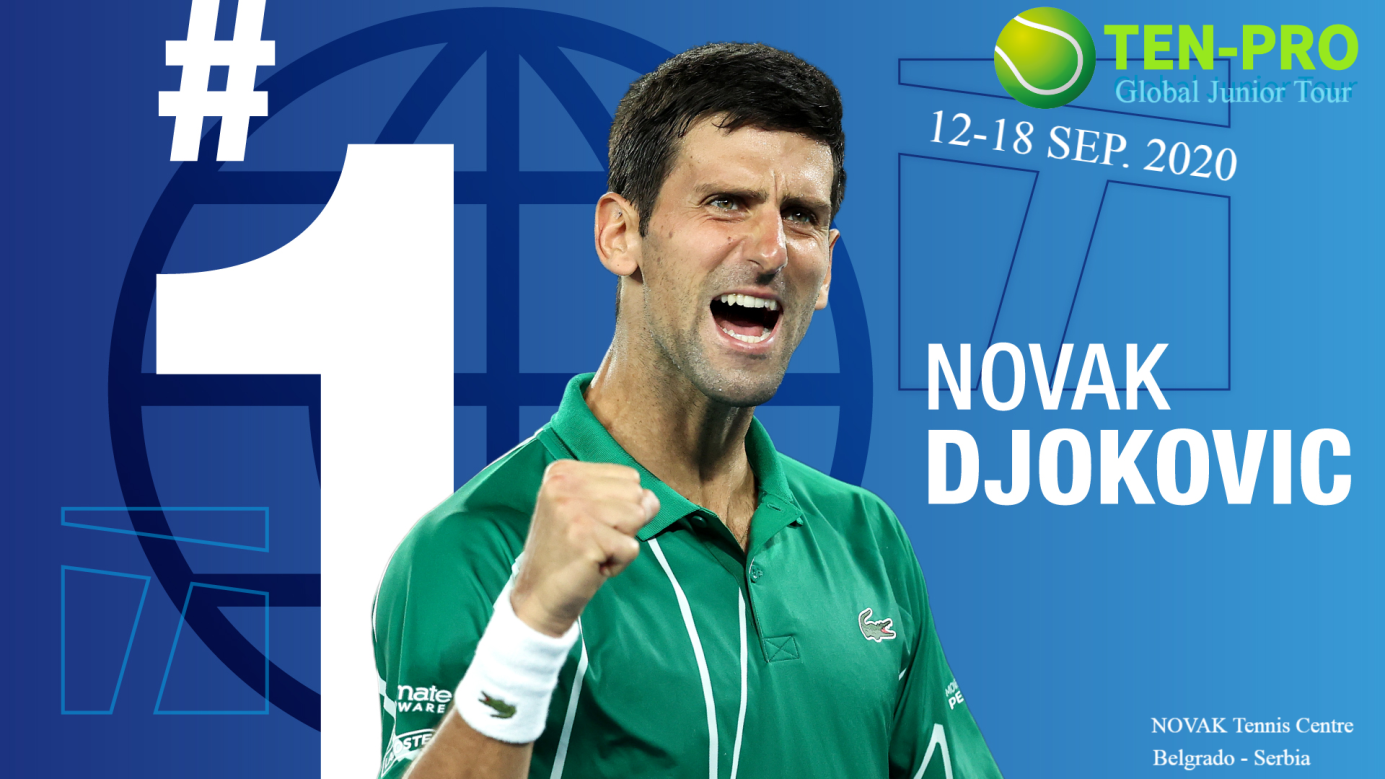 #1
TEN-PRO
Global Junior Tour
12-18 SEP. 2020
NOVAK
DJOKOVIC
NOVAK Tennis Centre
Belgrado - Serbia